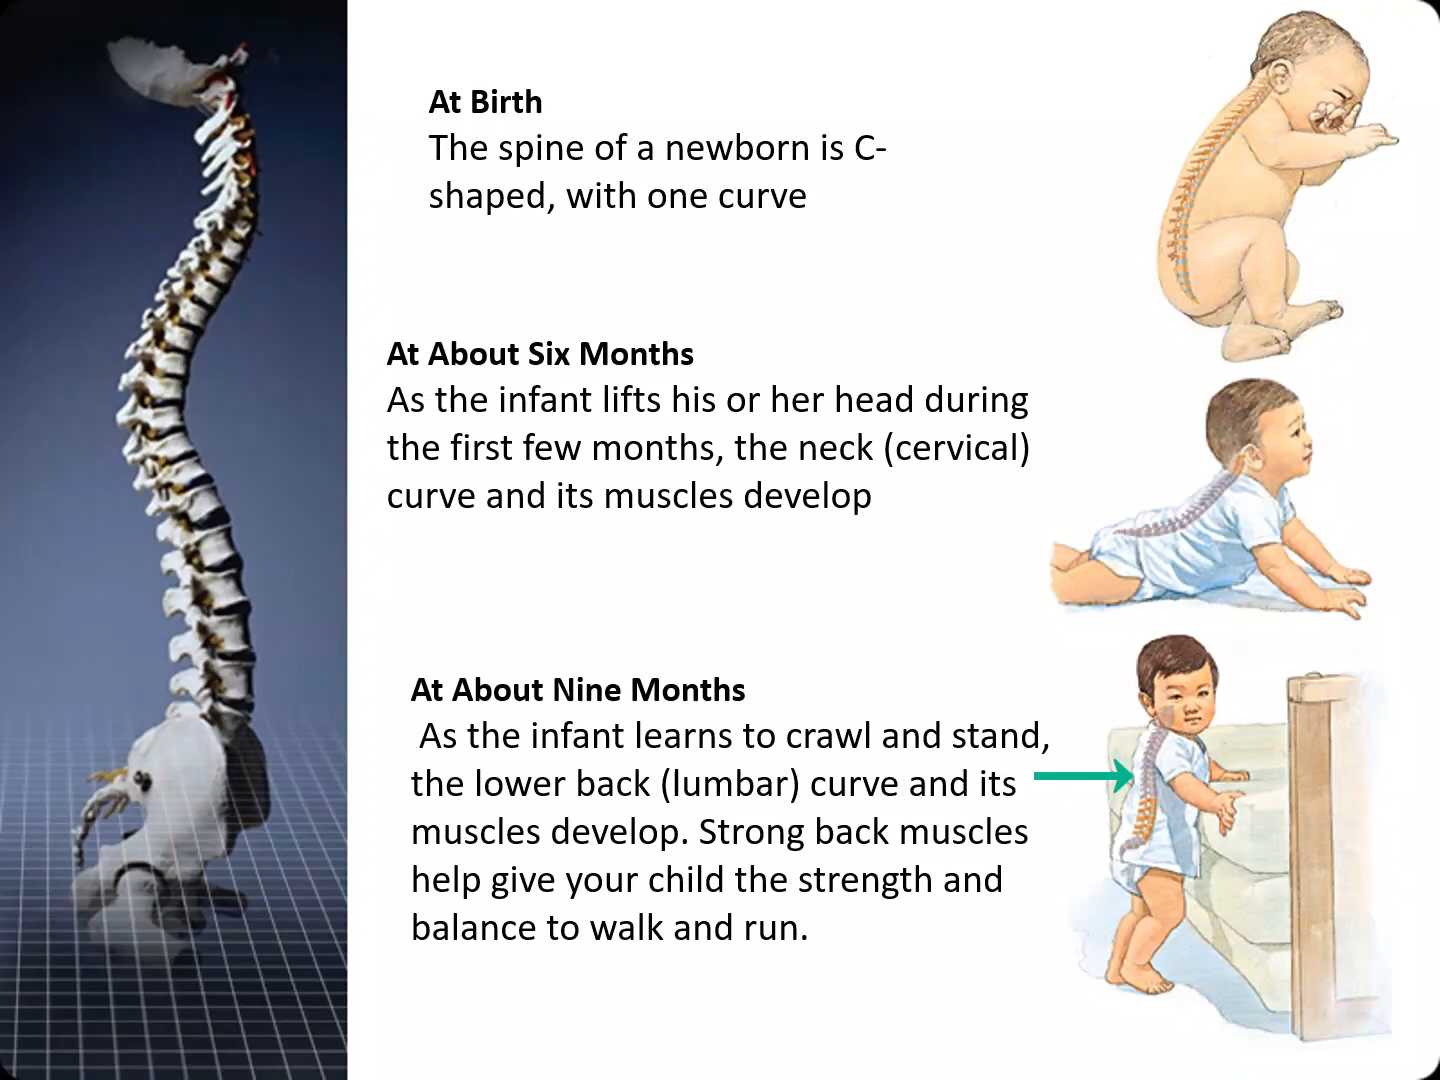 At Birth
The spine of a newborn is C-
shaped, with one curve
At About Six Months
As the infant lifts his or her head during
the first few months, the neck (cervical)
curve and its muscles develop
At About Nine Months
As the infant learns to crawl and stand,
the lower back (lumbar) curve and its
muscles develop. Strong back muscles
help give your child the strength and
balance to walk and run.